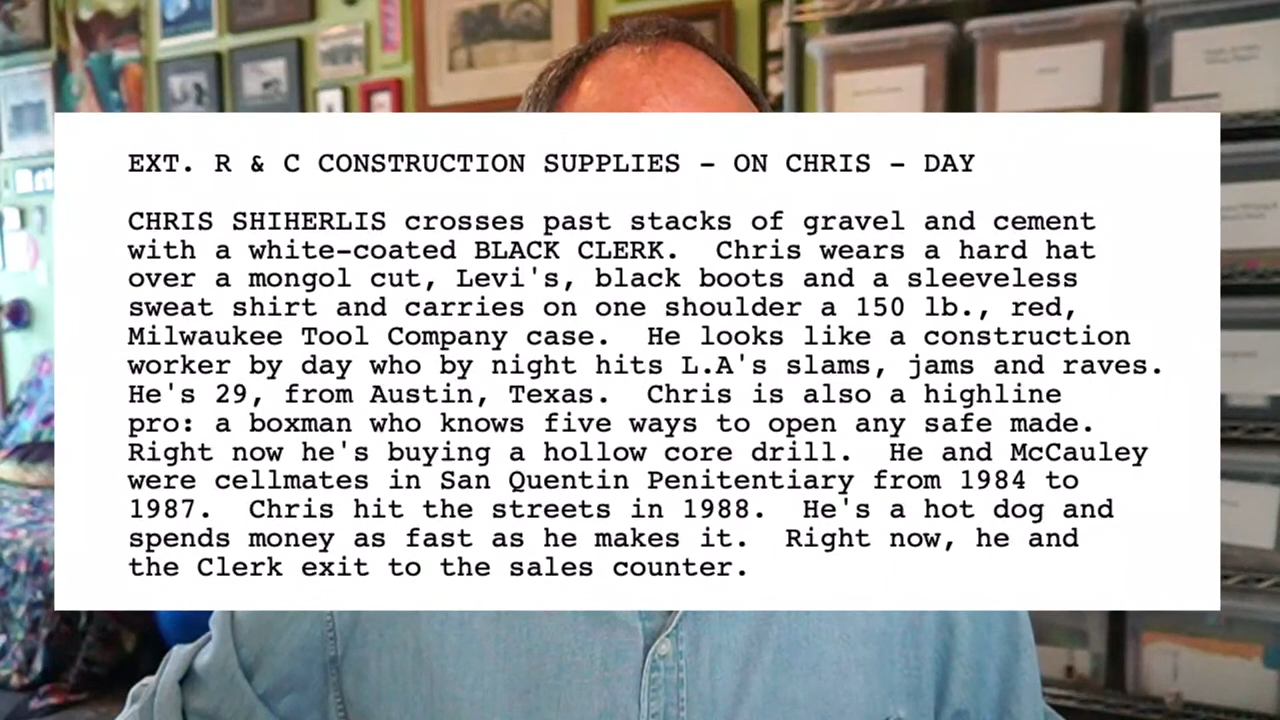 EXT. R & C CONSTRUCTION SUPPLIES - ON CHRIS - DAY
CHRIS SHIHERLIS crosses past stacks of gravel and cement
with a white-coated BLACK CLERK. Chris wears a hard hat
over a mongol cut, Levi's, black boots and a sleeveless
sweat shirt and carries on one shoulder a 150 lb., red,
Milwaukee Tool Company case. He looks like a construction
worker by day who by night hits L.A's slams, jams and raves.
He's 29, from Austin, Texas. Chris is also a highline
pro: a boxman who knows five ways to open any safe made.
Right now he's buying a hollow core drill. He and McCauley
were cellmates in San Quentin Penitentiary from 1984 to
1987. Chris hit the streets in 1988. He's a hot dog and
spends money as fast as he makes it. Right now, he and
the Clerk exit to the sales counter.